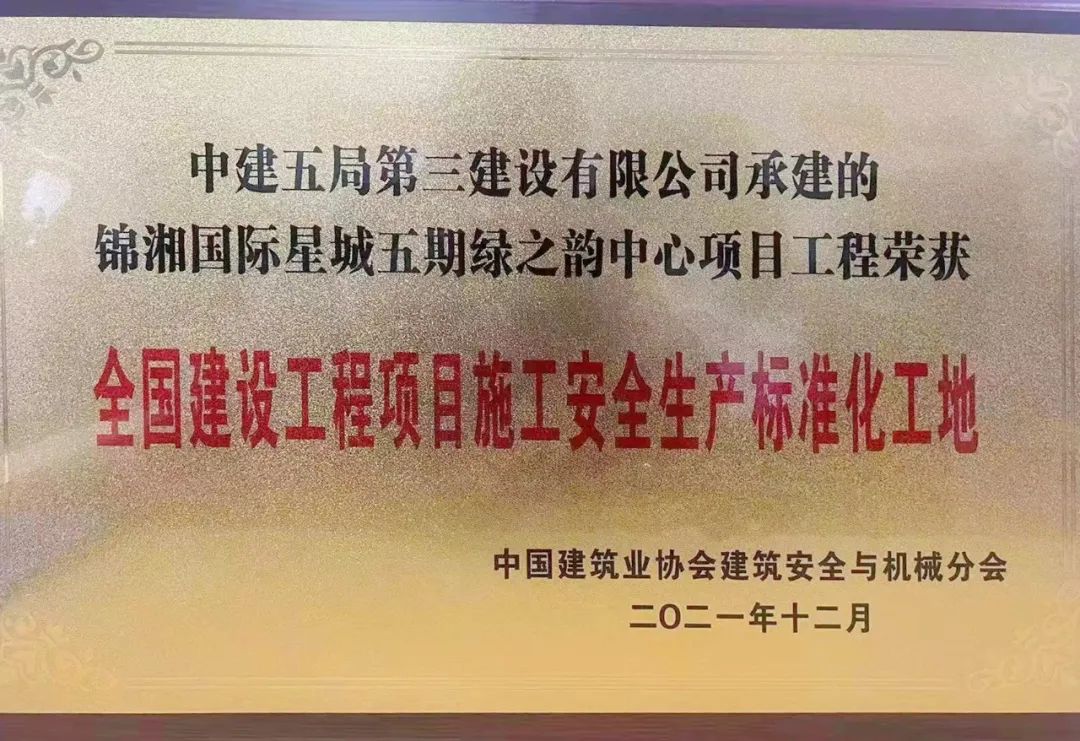 中建五局第三建设有限公司承建的
锦湘国际星城五期绿之韵中心项目工程荣获
全国建设工程项目施工安全生产标准化工地
中国建筑业协会建筑安全与机械分会
二〇二一年十二月